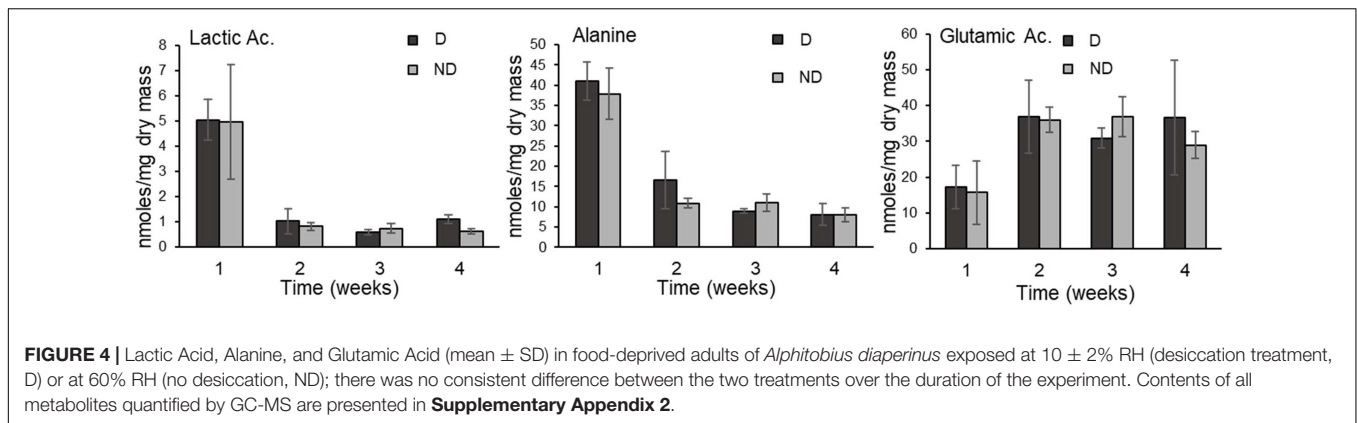 Lactic Ac.
D
ND
nmoles/mg dry mass
8
7
6
5
4
3
2
1
0
1 2 3 4
Time (weeks)
Alanine
D
ND
nmoles/mg dry mass
50
45
40
35
30
25
20
15
10
5
0
1 2 3 4
Time (weeks)
Glutamic Ac.
D
ND
nmoles/mg dry mass
60
50
40
30
20
10
0
1 2 3 4
Time (weeks)
FIGURE 4 | Lactic Acid, Alanine, and Glutamic Acid (mean ± SD) in food-deprived adults of Alphitobius diaperinus exposed at 10 ± 2% RH (desiccation treatment,
D) or at 60% RH (no desiccation, ND); there was no consistent difference between the two treatments over the duration of the experiment. Contents of all
metabolites quantified by GC-MS are presented in Supplementary Appendix 2.